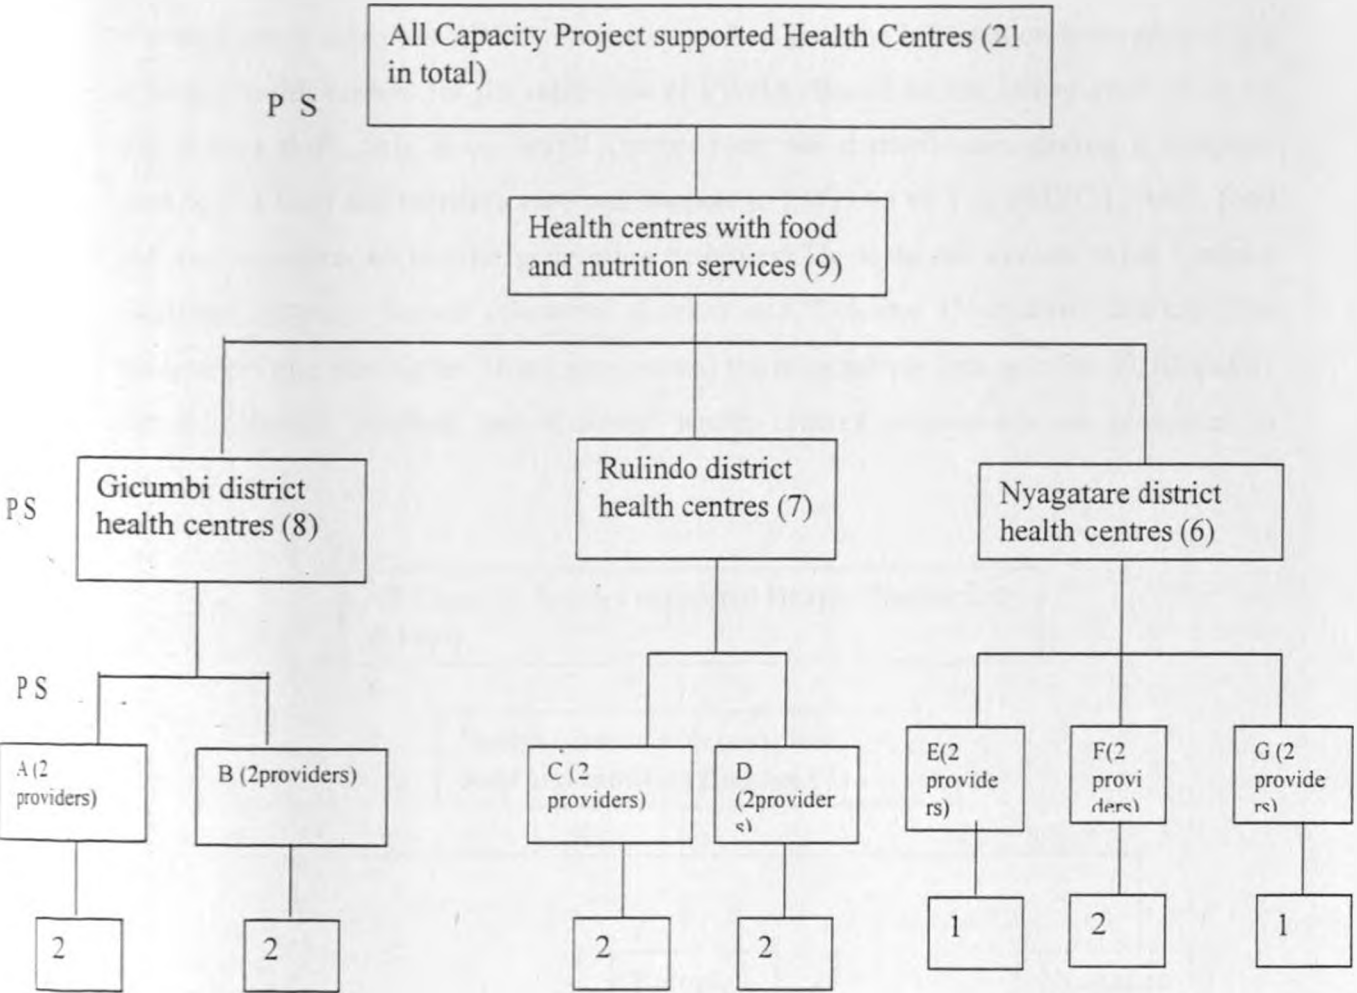 All Capacity Project supported Health Centres (21
in total)
P S
Health centres with food
and nutrition services (9)
P S
Gicumbi district
health centres (8)
Rulindo district
health centres (7)
Nyagatare district
health centres (6)
P S
A (2
providers)
B (2providers)
C (2
providers)
D
(2provider
s)
E(2
provide
rs)
F(2
provi
ders)
G (2
provide
rs)
2
2
2
2
1
2
1